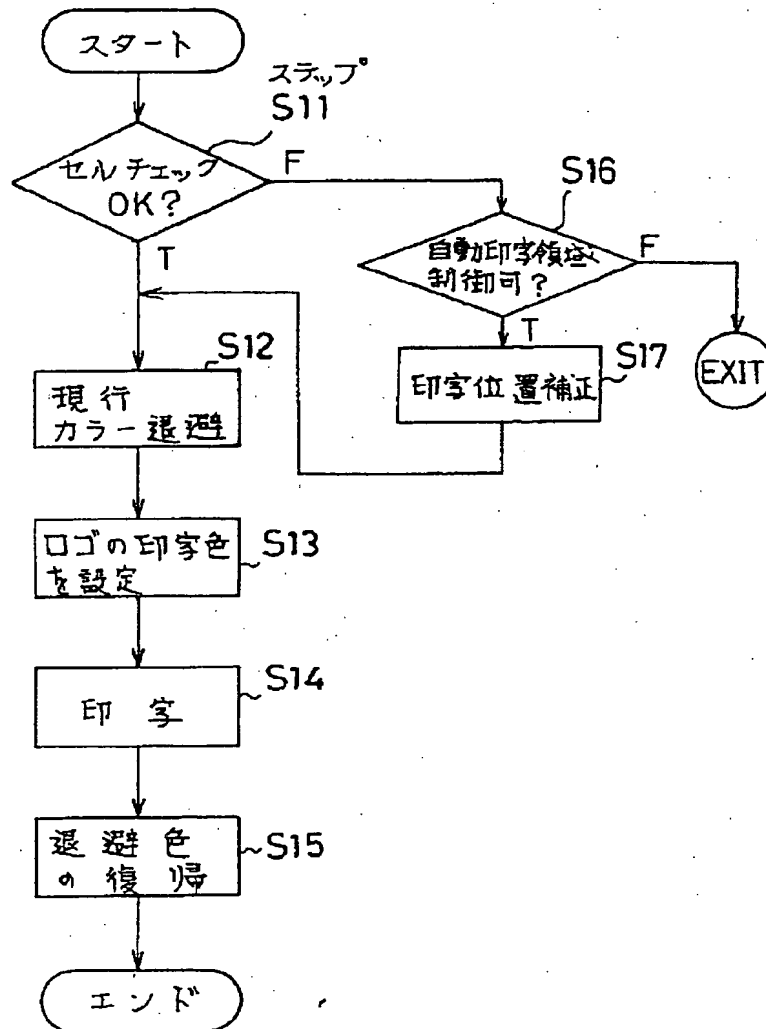 スタート
ステップ
S11
セルチェック
OK?
F
T
S16
自動印字領域
制御可?
F
T
EXIT
S17
印字位置補正
S12
現行
カラー退避
S13
ロゴの印字色
を設定
S14
印字
S15
退避色
の復帰
エンド